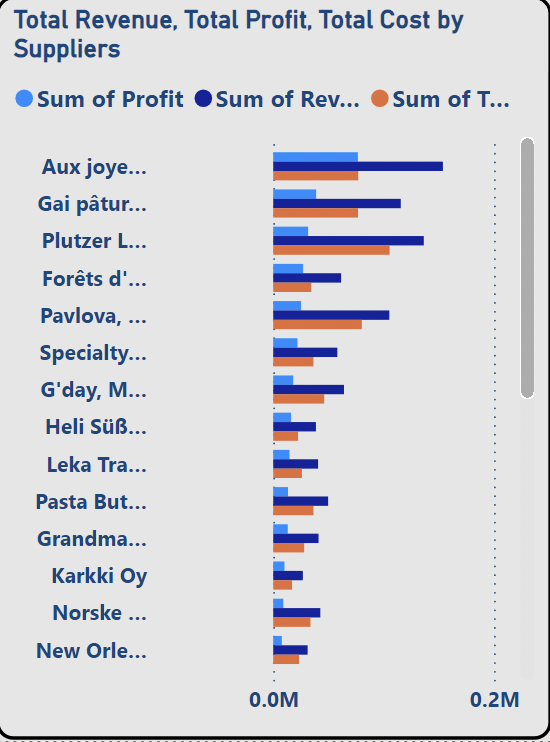 Total Revenue, Total Profit, Total Cost by
Suppliers
Sum of Profit Sum of Rev... Sum of T...
Aux joye...
Gai pâtur...
Plutzer L...
Forêts d'...
Pavlova, ...
Specialty...
G'day, M...
Heli Süß...
Leka Tra...
Pasta But...
Grandma...
Karkki Oy
Norske ...
New Orle...
0.0M 0.2M